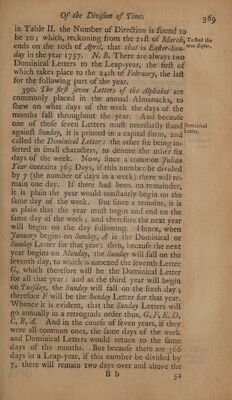 Of the Division of Time. 369
in Table II. the Number of Direction is found to
be 20; which, reckoning from the 21st of March,
ends on the 10th of April, that is Easter-Sun-
day in the year 1757. N. B. There are always two
Dominical Letters to the Leap-year, the first of
which takes place to the 24th of February, the last
for the following part of the year.
To find the
true Easter.
390. The first seven Letters of the Alphabet are
commonly placed in the annual Almanacks, to
shew on what days of the week the days of the
months fall throughout the year. And because
one of those seven Letters must necessarily stand
against Sunday, it is printed in a capital form, and
called the Dominical Letter: the other six being in-
serted in small characters, to denote the other six
days of the week. Now, since a common Julian
Year contains 365 Days, if this number be divided
by 7 (the number of days in a week) there will re-
main one day. If there had been no remainder,
it is plain the year would constantly begin on the
same day of the week. But since 1 remains, it is
as plain that the year must begin and end on the
same day of the week; and therefore the next year
will begin on the day following. Hence, when
January begins on Sunday, A is the Dominical or
Sunday Letter for that year: then, because the next
year begins on Monday, the Sunday will fall on the
seventh day, to which is annexed the seventh Letter
G, which therefore will be the Dominical Letter
for all that year: and as the third year will begin
on Tuesday, the Sunday will fall on the sixth day;
therefore F will be the Sunday Letter for that year.
Whence it is evident, that the Sunday Letters will
go annually in a retrograde order thus, G, F, E, D,
C, B, A. And in the course of seven years, if they
were all common ones, the same days of the week
and Dominical Letters would return to the same
days of the months. But because there are 366
days in a Leap-year, if this number be divided by
7, there will remain two days over and above the
Dominical
Letter.
B b 52